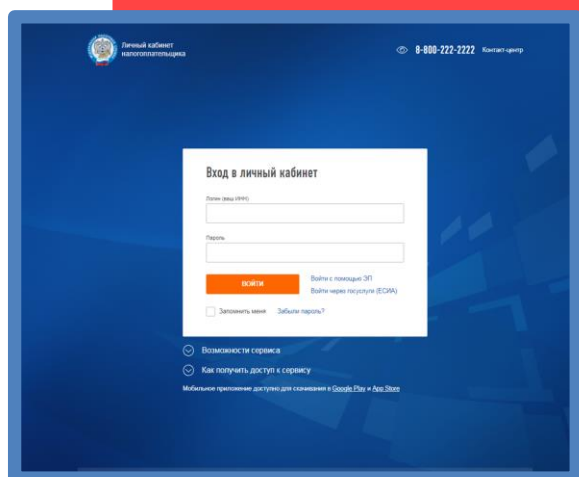 Личный кабинет
налогоплательщика
8-800-222-2222 Контакт-центр
Вход в личный кабинет
Логин (ваш ИНН)
Пароль
ВОЙТИ
Войти с помощью ЭП
Войти через госуслуги (ЕСИА)
Запомнить меня Забыли пароль?
Возможности сервиса
Как получить доступ к сервису
Мобильное приложение доступно для скачивания в Google Play и App Store